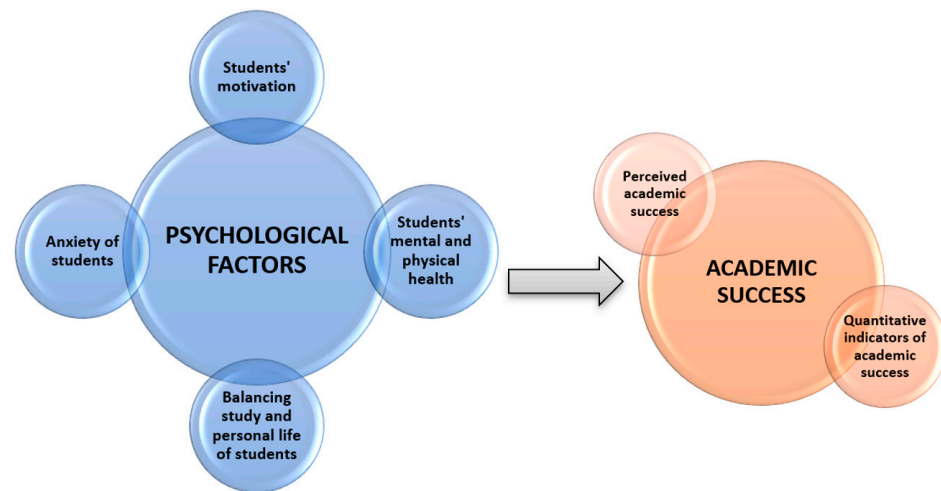 Students'
motivation
Anxiety of
students
PSYCHOLOGICAL
FACTORS
Students'
mental and
physical
health
Balancing
study and
personal life
of students
Perceived
academic
success
ACADEMIC
SUCCESS
Quantitative
indicators of
academic
success